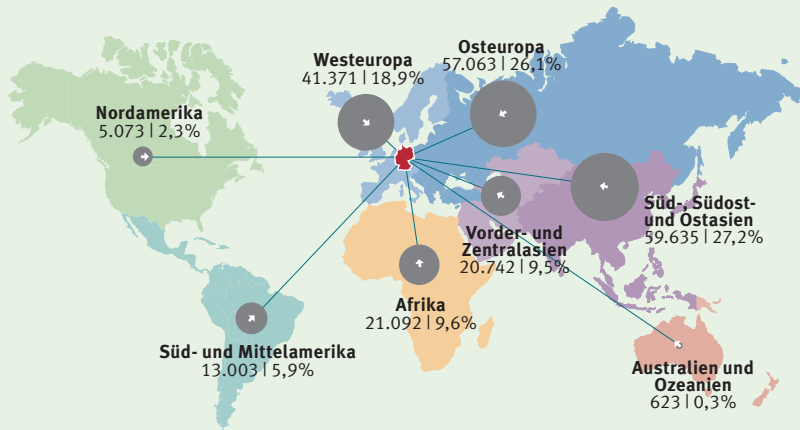 Westeuropa
41.371 | 18,9%
Osteuropa
57.063 | 26,1%
Nordamerika
5.073 | 2,3%
Süd-, Südost-
und Ostasien
59.635 | 27,2%
Vorder- und
Zentralasien
20.742 | 9,5%
Afrika
21.092 | 9,6%
Süd- und Mittelamerika
13.003 | 5,9%
Australien und
Ozeanien
623 | 0,3%